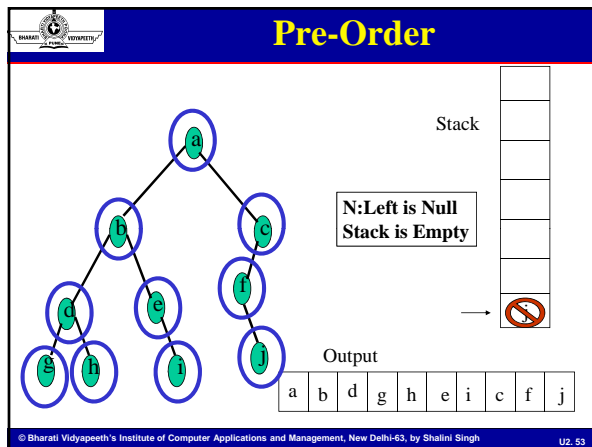 BHARATI VIDYAPEETH
PUNE
Pre-Order
Stack
a
N:Left is Null
Stack is Empty
b
c
f
d
e
j
g
h
i
j
Output
a b d g h e i c f j
© Bharati Vidyapeeth's Institute of Computer Applications and Management, New Delhi-63, by Shalini Singh
U2. 53